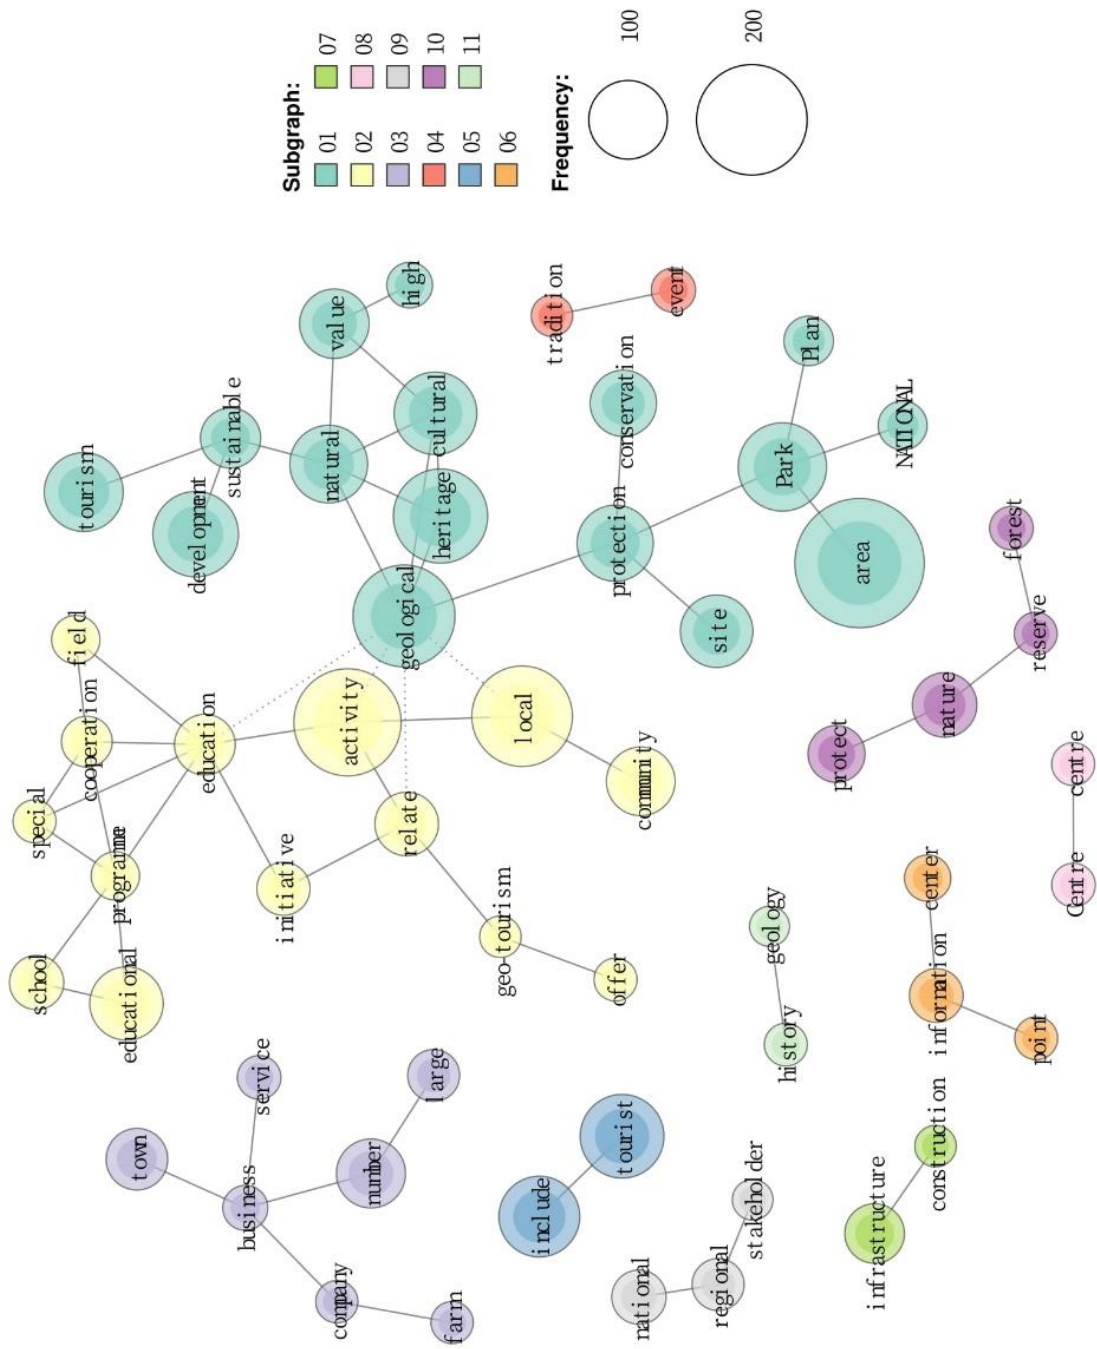 Subgraph:
01
02
03
04
05
06
07
08
09
10
11
Frequency:
100
200
tourism
sustainable
development
value
high
natural
cultural
heritage
geological
tradition
event
conservation
protection
site
Plan
Park
NATIONAL
area
forest
reserve
nature
protect
field
cooperation
special
education
programme
school
educational
activity
local
community
relate
initiative
geo-tourism
offer
centre
Centre
center
information
point
geology
history
service
town
large
number
business
company
farm
tourist
include
stakeholder
regional
national
construction
infrastructure